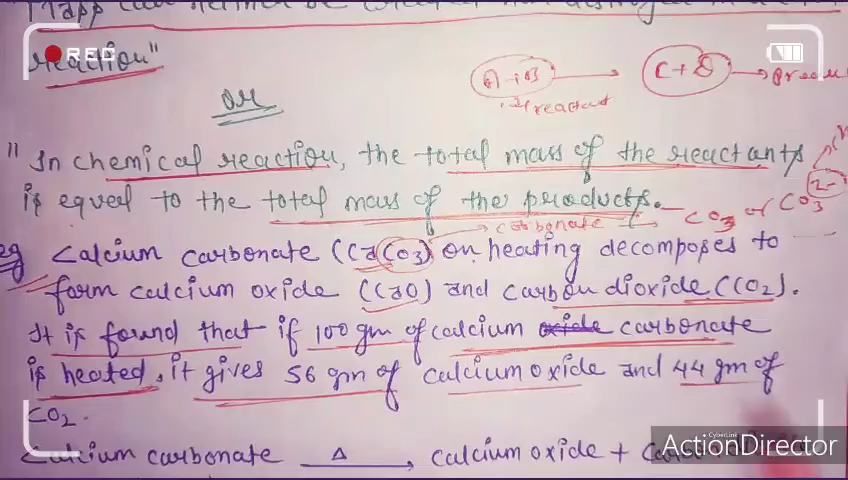 reaction"
REC
A+B → C+D →
reactant
or
"In chemical reaction, the total mass of the reactants
is equal to the total mass of the products.
carbonate → CO3 or CO3 2-
eg Calcium carbonate (CaCO3) on heating decomposes to
form calcium oxide (CaO) and carbon dioxide (CO2).
It is found that if 100 gm of calcium oxide carbonate
is heated, it gives 56 gm of calcium oxide and 44 gm of
CO2.
CyberLink
ActionDirector
Calcium carbonate Δ → calcium oxide +